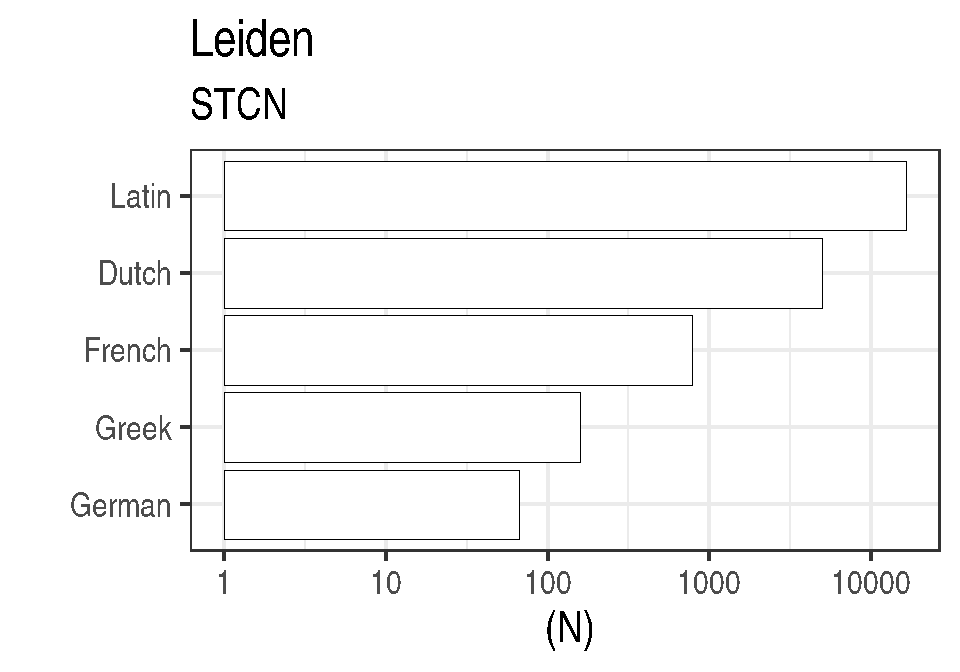 Leiden
STCN
Latin
Dutch
French
Greek
German
1 10 100 1000 10000
(N)